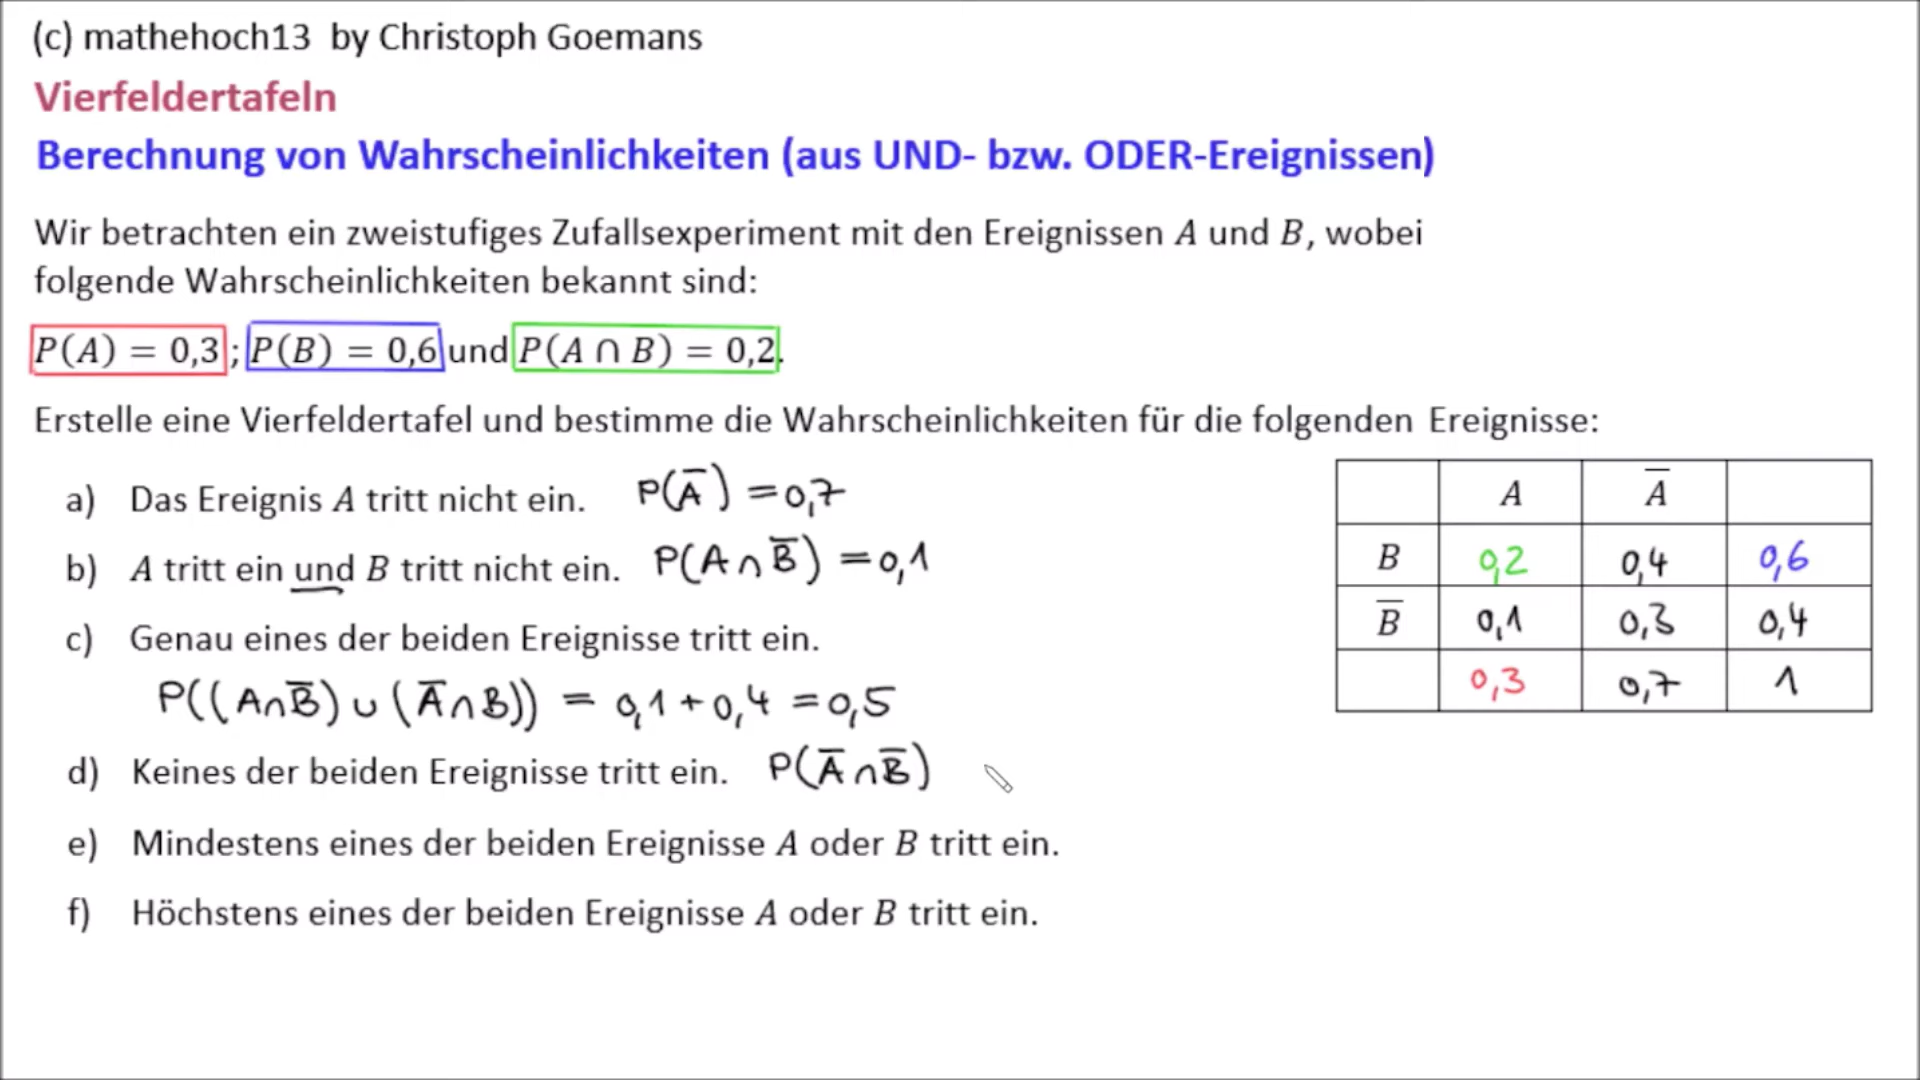 (c) mathehoch13 by Christoph Goemans
Vierfeldertafeln
Berechnung von Wahrscheinlichkeiten (aus UND- bzw. ODER-Ereignissen)
Wir betrachten ein zweistufiges Zufallsexperiment mit den Ereignissen A und B, wobei
folgende Wahrscheinlichkeiten bekannt sind:
P(A) = 0,3; P(B) = 0,6 und P(A ∩ B) = 0,2.
Erstelle eine Vierfeldertafel und bestimme die Wahrscheinlichkeiten für die folgenden Ereignisse:
a) Das Ereignis A tritt nicht ein. P(A̅) = 0,7
b) A tritt ein und B tritt nicht ein. P(A∩B̅) = 0,1
c) Genau eines der beiden Ereignisse tritt ein.
P((A∩B̅) ∪ (A̅∩B)) = 0,1 + 0,4 = 0,5
d) Keines der beiden Ereignisse tritt ein. P(A̅∩B̅)
e) Mindestens eines der beiden Ereignisse A oder B tritt ein.
f) Höchstens eines der beiden Ereignisse A oder B tritt ein.
A A̅
B 0,2 0,4 0,6
B̅ 0,1 0,3 0,4
0,3 0,7 1